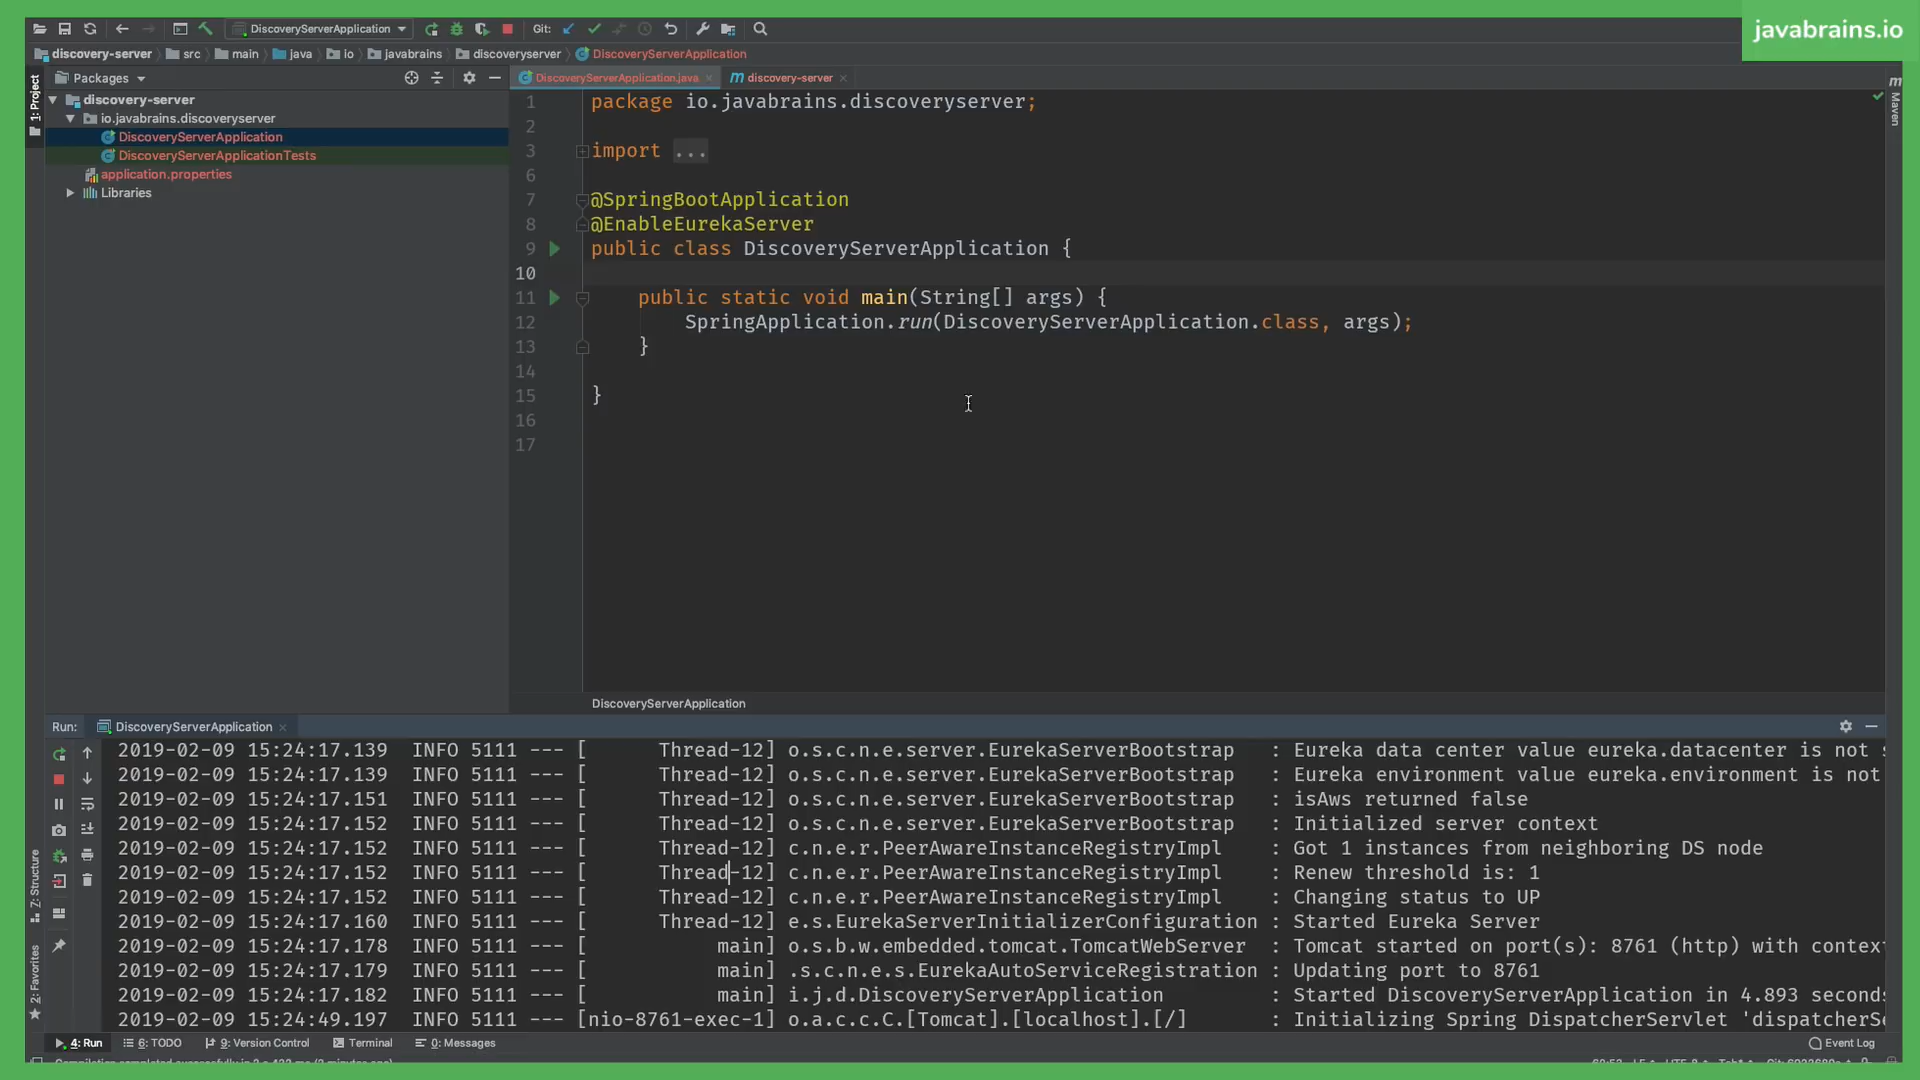 DiscoveryServerApplication
Git:
javabrains.io
discovery-server
src
main
java
io
javabrains
discoveryserver
DiscoveryServerApplication
1: Project
Packages
DiscoveryServerApplication.java
m discovery-server
Maven
discovery-server
io.javabrains.discoveryserver
DiscoveryServerApplication
DiscoveryServerApplicationTests
application.properties
Libraries
1 package io.javabrains.discoveryserver;
2
3 import ...
6
7 @SpringBootApplication
8 @EnableEurekaServer
9 public class DiscoveryServerApplication {
10
11 public static void main(String[] args) {
12 SpringApplication.run(DiscoveryServerApplication.class, args);
13 }
14
15 }
16
17
DiscoveryServerApplication
Run: DiscoveryServerApplication
2019-02-09 15:24:17.139 INFO 5111 --- [ Thread-12] o.s.c.n.e.server.EurekaServerBootstrap : Eureka data center value eureka.datacenter is not
2019-02-09 15:24:17.139 INFO 5111 --- [ Thread-12] o.s.c.n.e.server.EurekaServerBootstrap : Eureka environment value eureka.environment is not
2019-02-09 15:24:17.151 INFO 5111 --- [ Thread-12] o.s.c.n.e.server.EurekaServerBootstrap : isAws returned false
2019-02-09 15:24:17.152 INFO 5111 --- [ Thread-12] o.s.c.n.e.server.EurekaServerBootstrap : Initialized server context
2019-02-09 15:24:17.152 INFO 5111 --- [ Thread-12] c.n.e.r.PeerAwareInstanceRegistryImpl : Got 1 instances from neighboring DS node
2019-02-09 15:24:17.152 INFO 5111 --- [ Thread-12] c.n.e.r.PeerAwareInstanceRegistryImpl : Renew threshold is: 1
2019-02-09 15:24:17.152 INFO 5111 --- [ Thread-12] c.n.e.r.PeerAwareInstanceRegistryImpl : Changing status to UP
2019-02-09 15:24:17.160 INFO 5111 --- [ Thread-12] e.s.EurekaServerInitializerConfiguration : Started Eureka Server
2019-02-09 15:24:17.178 INFO 5111 --- [ main] o.s.b.w.embedded.tomcat.TomcatWebServer : Tomcat started on port(s): 8761 (http) with context
2019-02-09 15:24:17.179 INFO 5111 --- [ main] .s.c.n.e.s.EurekaAutoServiceRegistration : Updating port to 8761
2019-02-09 15:24:17.182 INFO 5111 --- [ main] i.j.d.DiscoveryServerApplication : Started DiscoveryServerApplication in 4.893 seconds
2019-02-09 15:24:49.197 INFO 5111 --- [nio-8761-exec-1] o.a.c.c.C.[Tomcat].[localhost].[/] : Initializing Spring DispatcherServlet 'dispatcherSe
7: Structure
2: Favorites
4: Run
6: TODO
9: Version Control
Terminal
0: Messages
Event Log